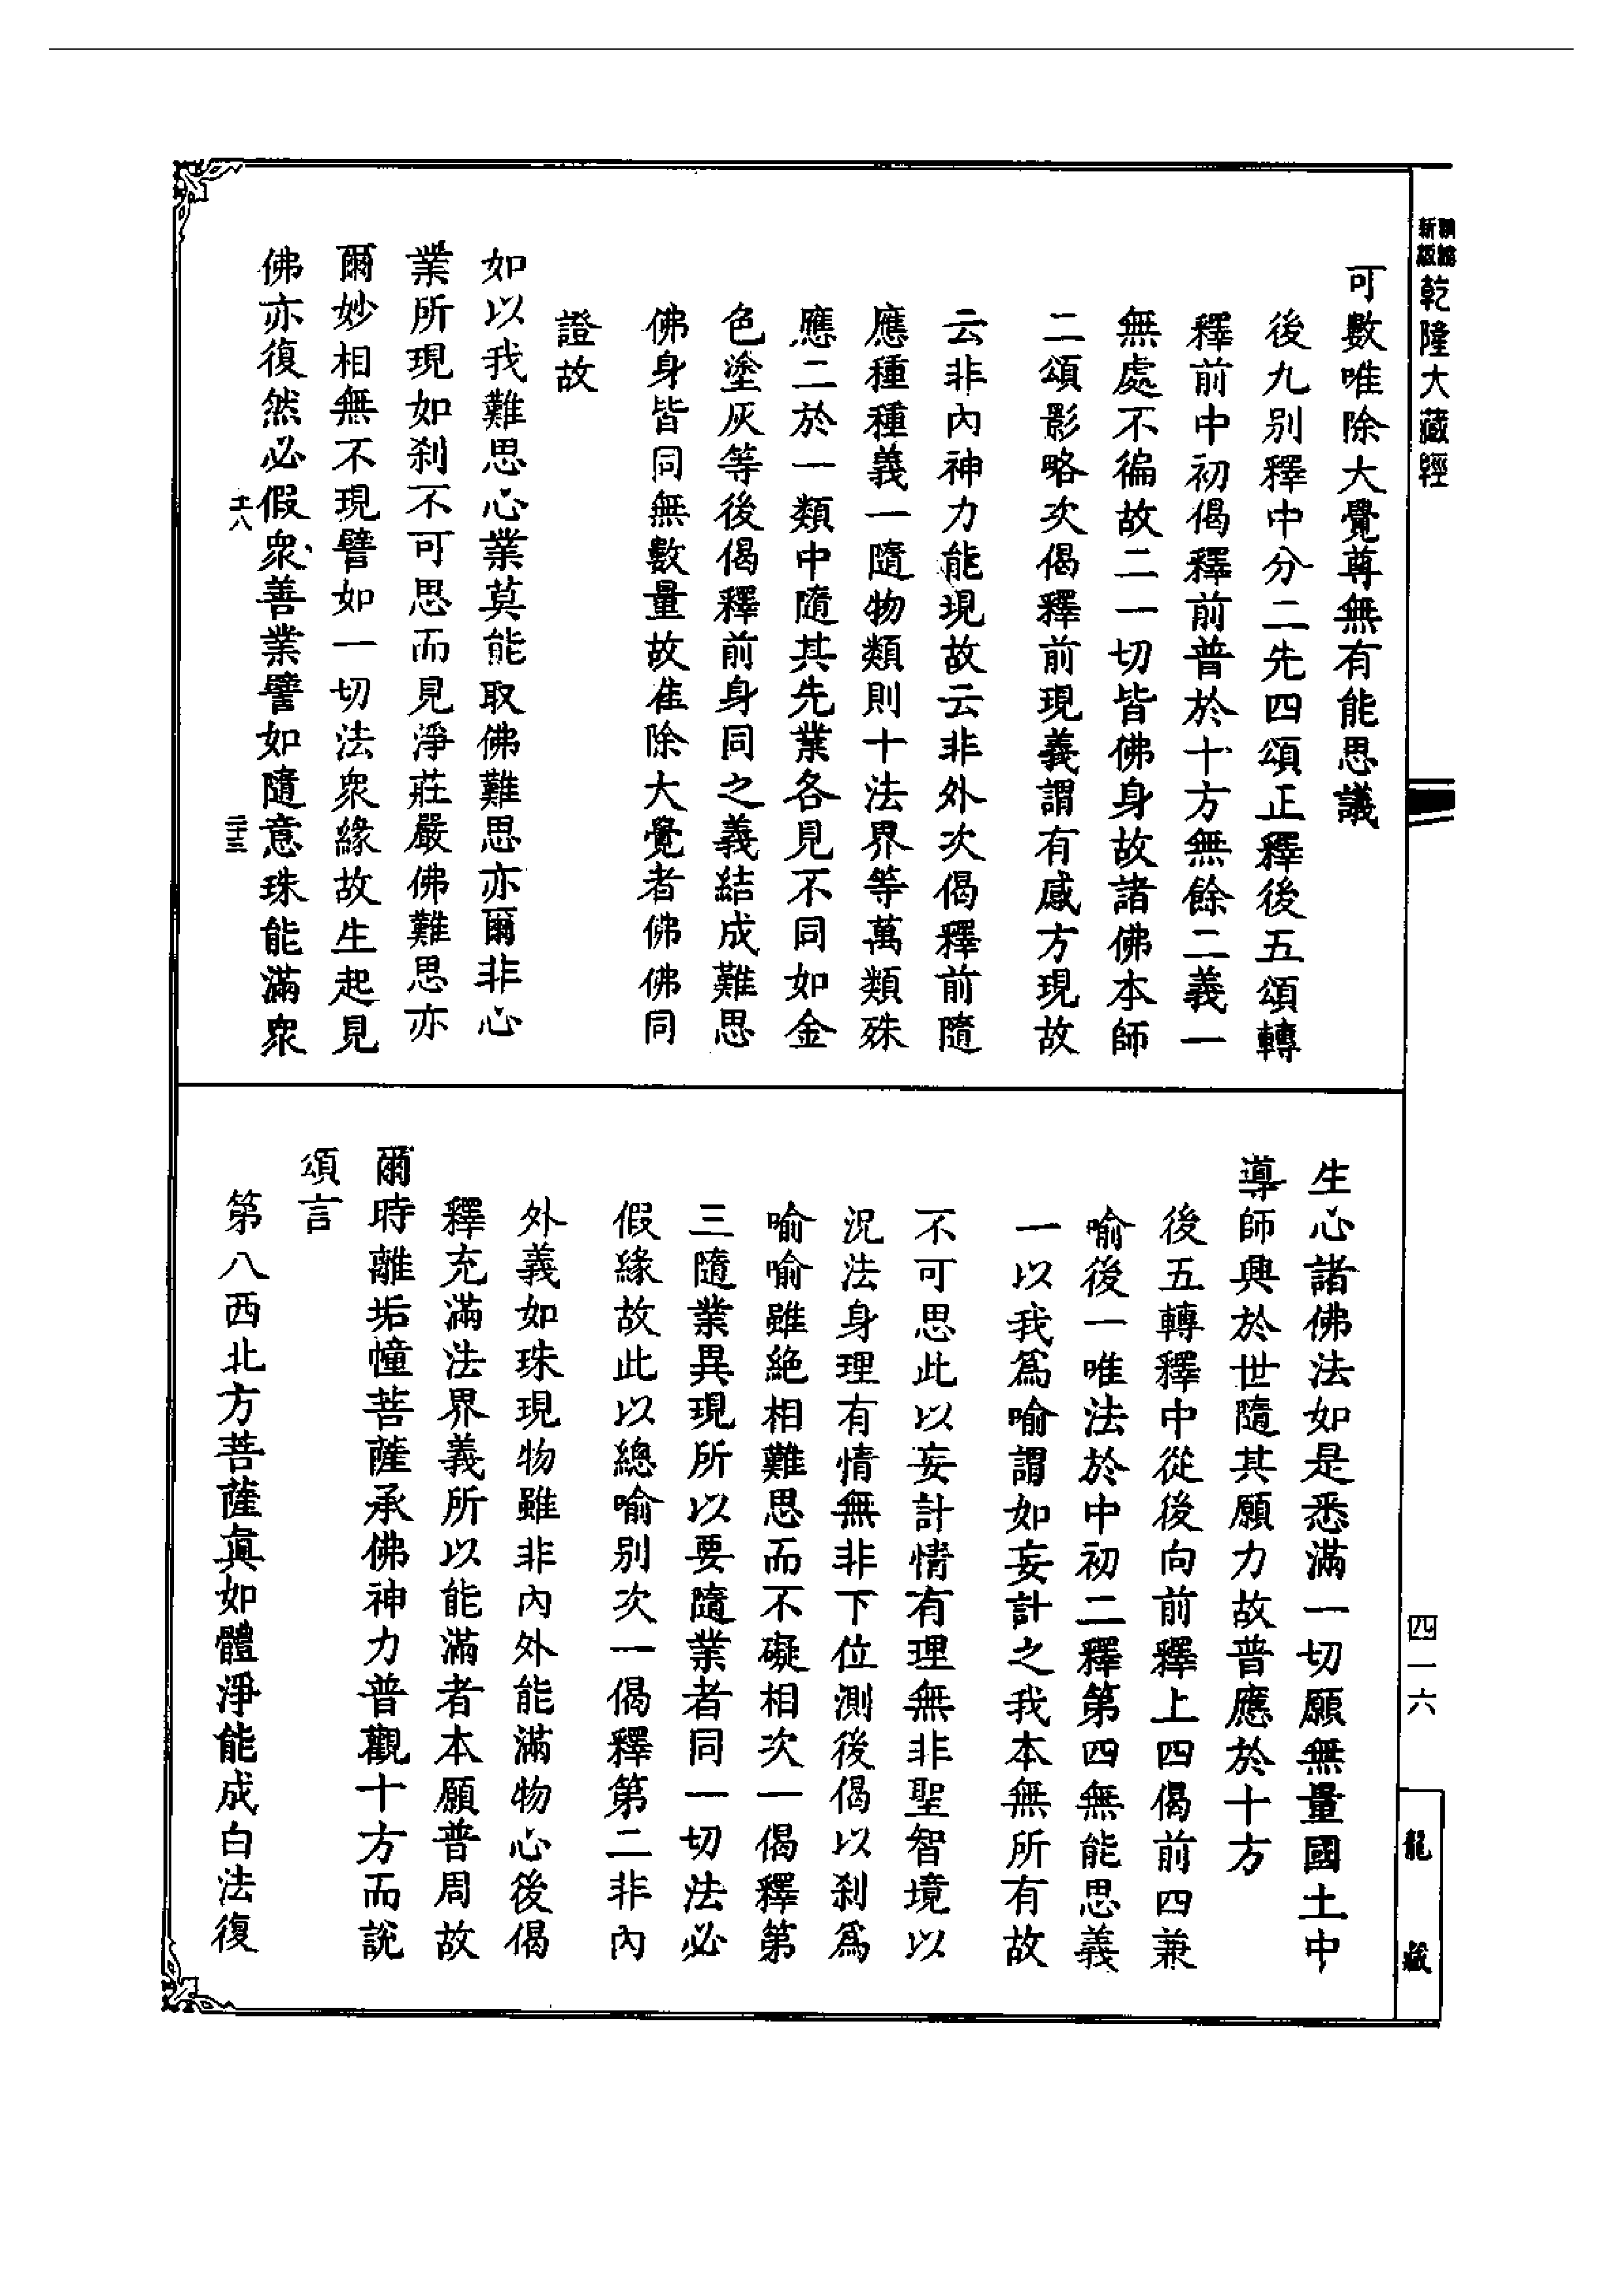 新版
乾隆大藏經
可數唯除大覺尊無有能思議
後九別釋中分二先四頌正釋後五頌轉
釋前中初偈釋前普於十方無餘二義一
無處不徧故二一切皆佛身故諸佛本師
二頌影略次偈釋前現義謂有感方現故
云非內神力能現故云非外次偈釋前隨
應種種義一隨物類則十法界等萬類殊
應二於一類中隨其先業各見不同如金
色塗灰等後偈釋前身同之義結成難思
佛身皆同無數量故隹除大覺者佛佛同
證故
如以我難思心業莫能取佛難思亦爾非心
業所現如刹不可思而見淨莊嚴佛難思亦
爾妙相無不現譬如一切法衆緣故生起見
佛亦復然必假衆善業譬如隨意珠能滿衆
生心諸佛法如是悉滿一切願無量國土中
導師興於世隨其願力故普應於十方
後五轉釋中從後向前釋上四偈前四兼
喻後一唯法於中初二釋第四無能思義
一以我爲喻謂如妄計之我本無所有故
不可思此以妄計情有理無非聖智境以
況法身理有情無非下位測後偈以刹爲
喻喻雖絶相難思而不礙相次一偈釋第
三隨業異現所以要隨業者同一切法必
假緣故此以總喻別次一偈釋第二非內
外義如珠現物雖非內外能滿物心後偈
釋充滿法界義所以能滿者本願普周故
爾時離垢幢菩薩承佛神力普觀十方而說
頌言
第八西北方菩薩眞如體淨能成白法復
四一六
龍藏